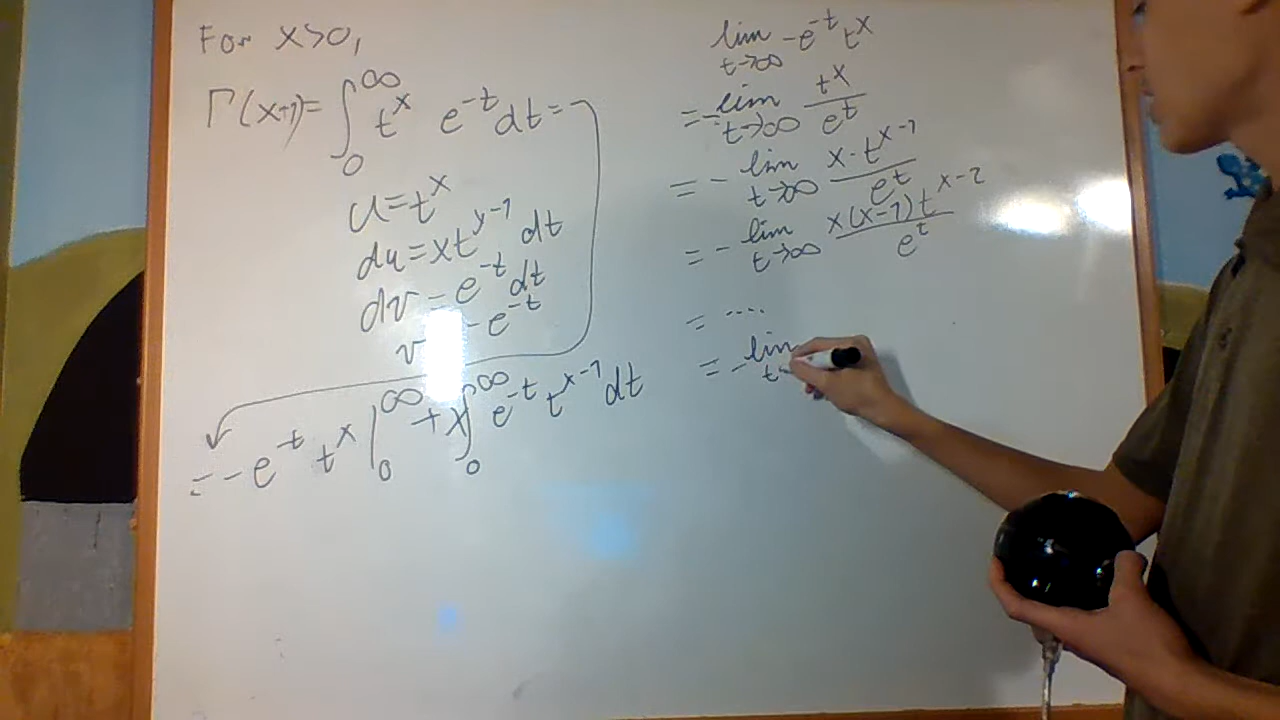 For x>0,
Γ(x+1)= ∫₀^∞ t^x e^-t dt =
u=t^x
du=xt^x-1 dt
dv=e^-t dt
v -e^-t
= -e^-t t^x |₀^∞ +x∫₀^∞ e^-t t^x-1 dt
lim t→∞ -e^-t t^x
= -lim t→∞ t^x/e^t
= - lim t→∞ x·t^x-1/e^t
= - lim t→∞ x(x-1)t^x-2/e^t
= ....
= -lim t→